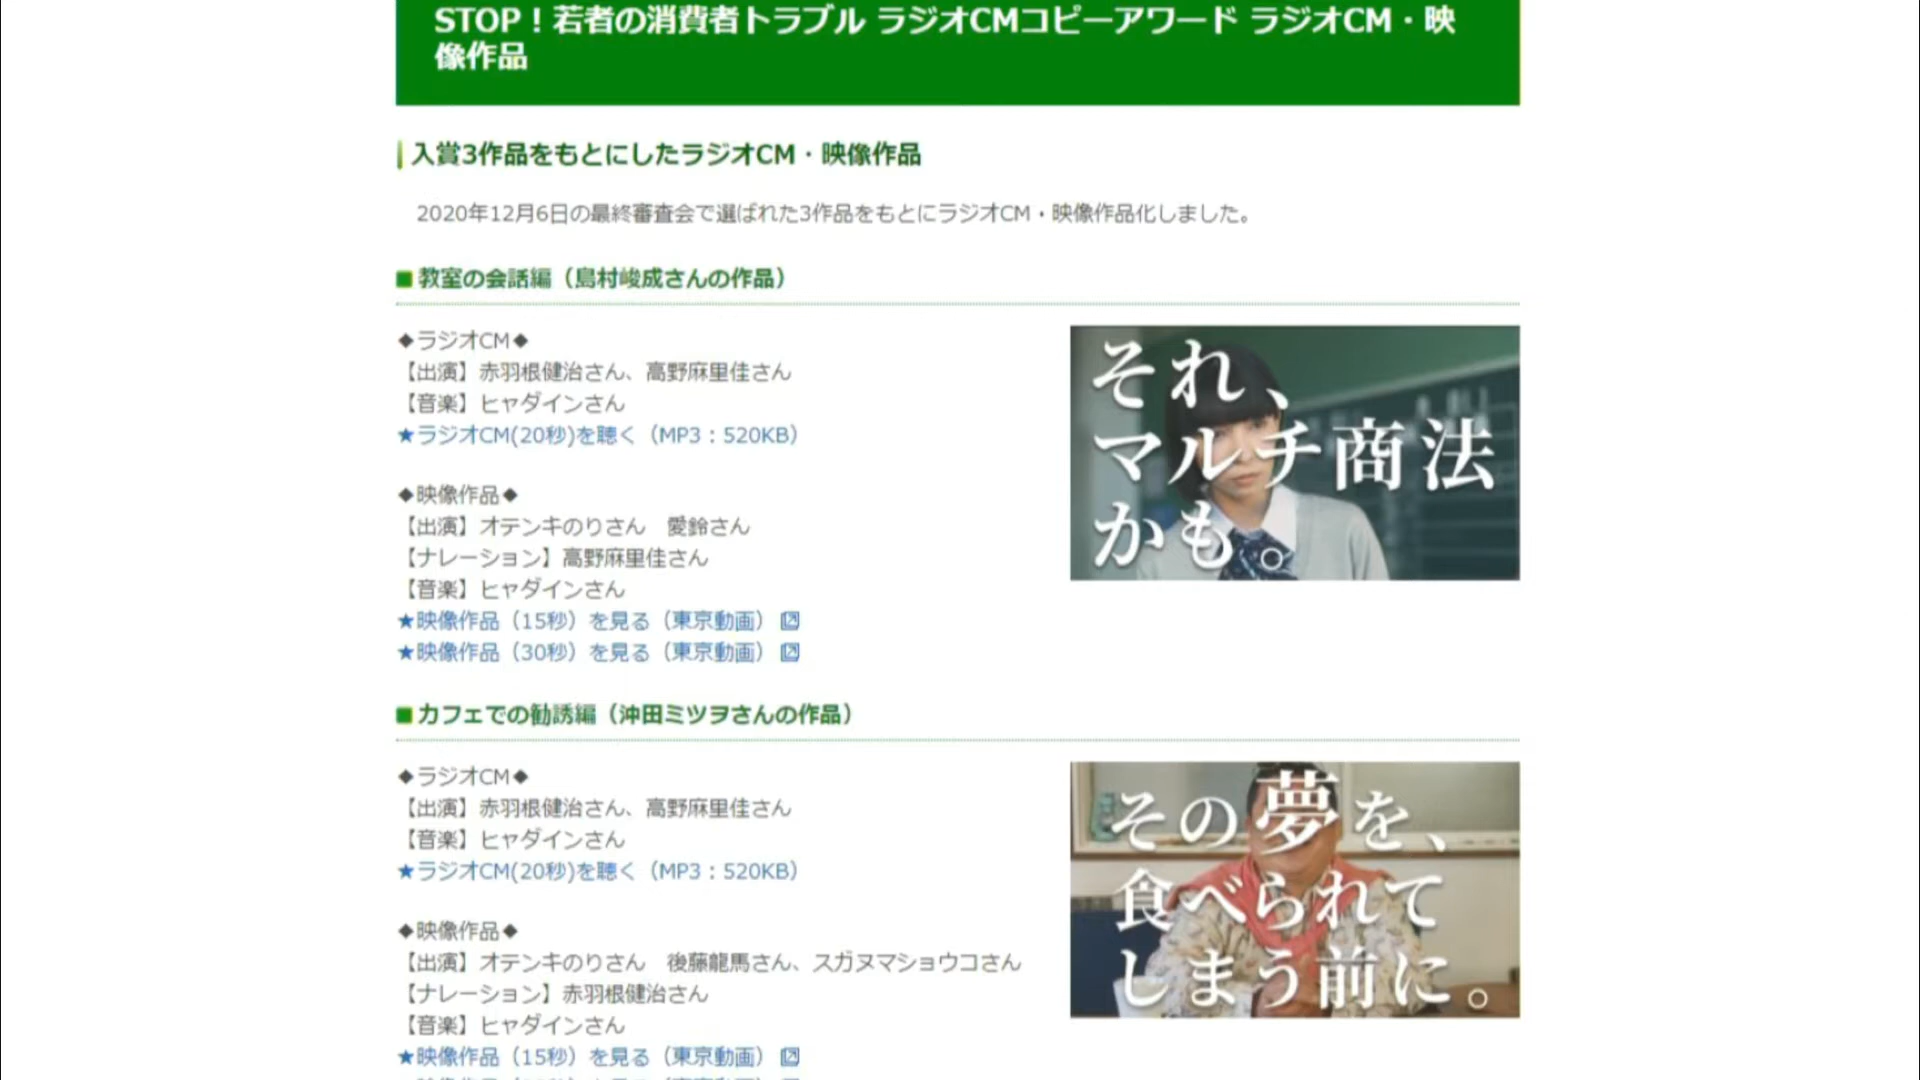 STOP！若者の消費者トラブル ラジオCMコピーアワード ラジオCM・映
像作品
入賞3作品をもとにしたラジオCM・映像作品
2020年12月6日の最終審査会で選ばれた3作品をもとにラジオCM・映像作品化しました。
■教室の会話編（島村峻成さんの作品）
◆ラジオCM◆
【出演】赤羽根健治さん、高野麻里佳さん
【音楽】ヒャダインさん
★ラジオCM(20秒)を聴く（MP3：520KB）
◆映像作品◆
【出演】オテンキのりさん　愛鈴さん
【ナレーション】高野麻里佳さん
【音楽】ヒャダインさん
★映像作品（15秒）を見る（東京動画）
★映像作品（30秒）を見る（東京動画）
それ、
マルチ商法
かも。
■カフェでの勧誘編（沖田ミツヲさんの作品）
◆ラジオCM◆
【出演】赤羽根健治さん、高野麻里佳さん
【音楽】ヒャダインさん
★ラジオCM(20秒)を聴く（MP3：520KB）
◆映像作品◆
【出演】オテンキのりさん　後藤龍馬さん、スガヌマショウコさん
【ナレーション】赤羽根健治さん
【音楽】ヒャダインさん
★映像作品（15秒）を見る（東京動画）
その夢を、
食べられて
しまう前に。